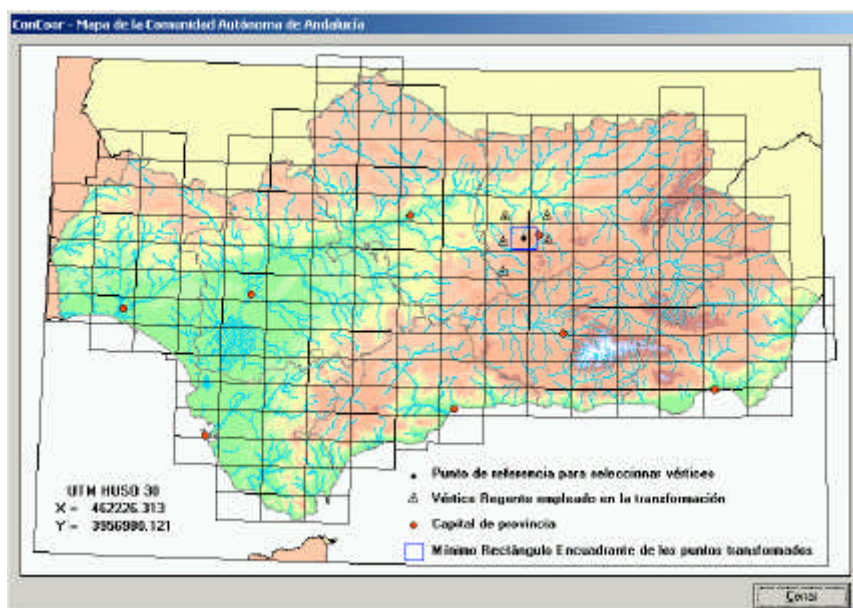 ConCoor - Mapa de la Comunidad Autónoma de Andalucía
Punto de referencia para seleccionar vértices
Vértice Regente empleado en la transformación
Capital de provincia
Mínimo Rectángulo Encuadrante de los puntos transformados
UTM HUSO 30
X = 462226.313
Y = 3956980.121
Cerrar